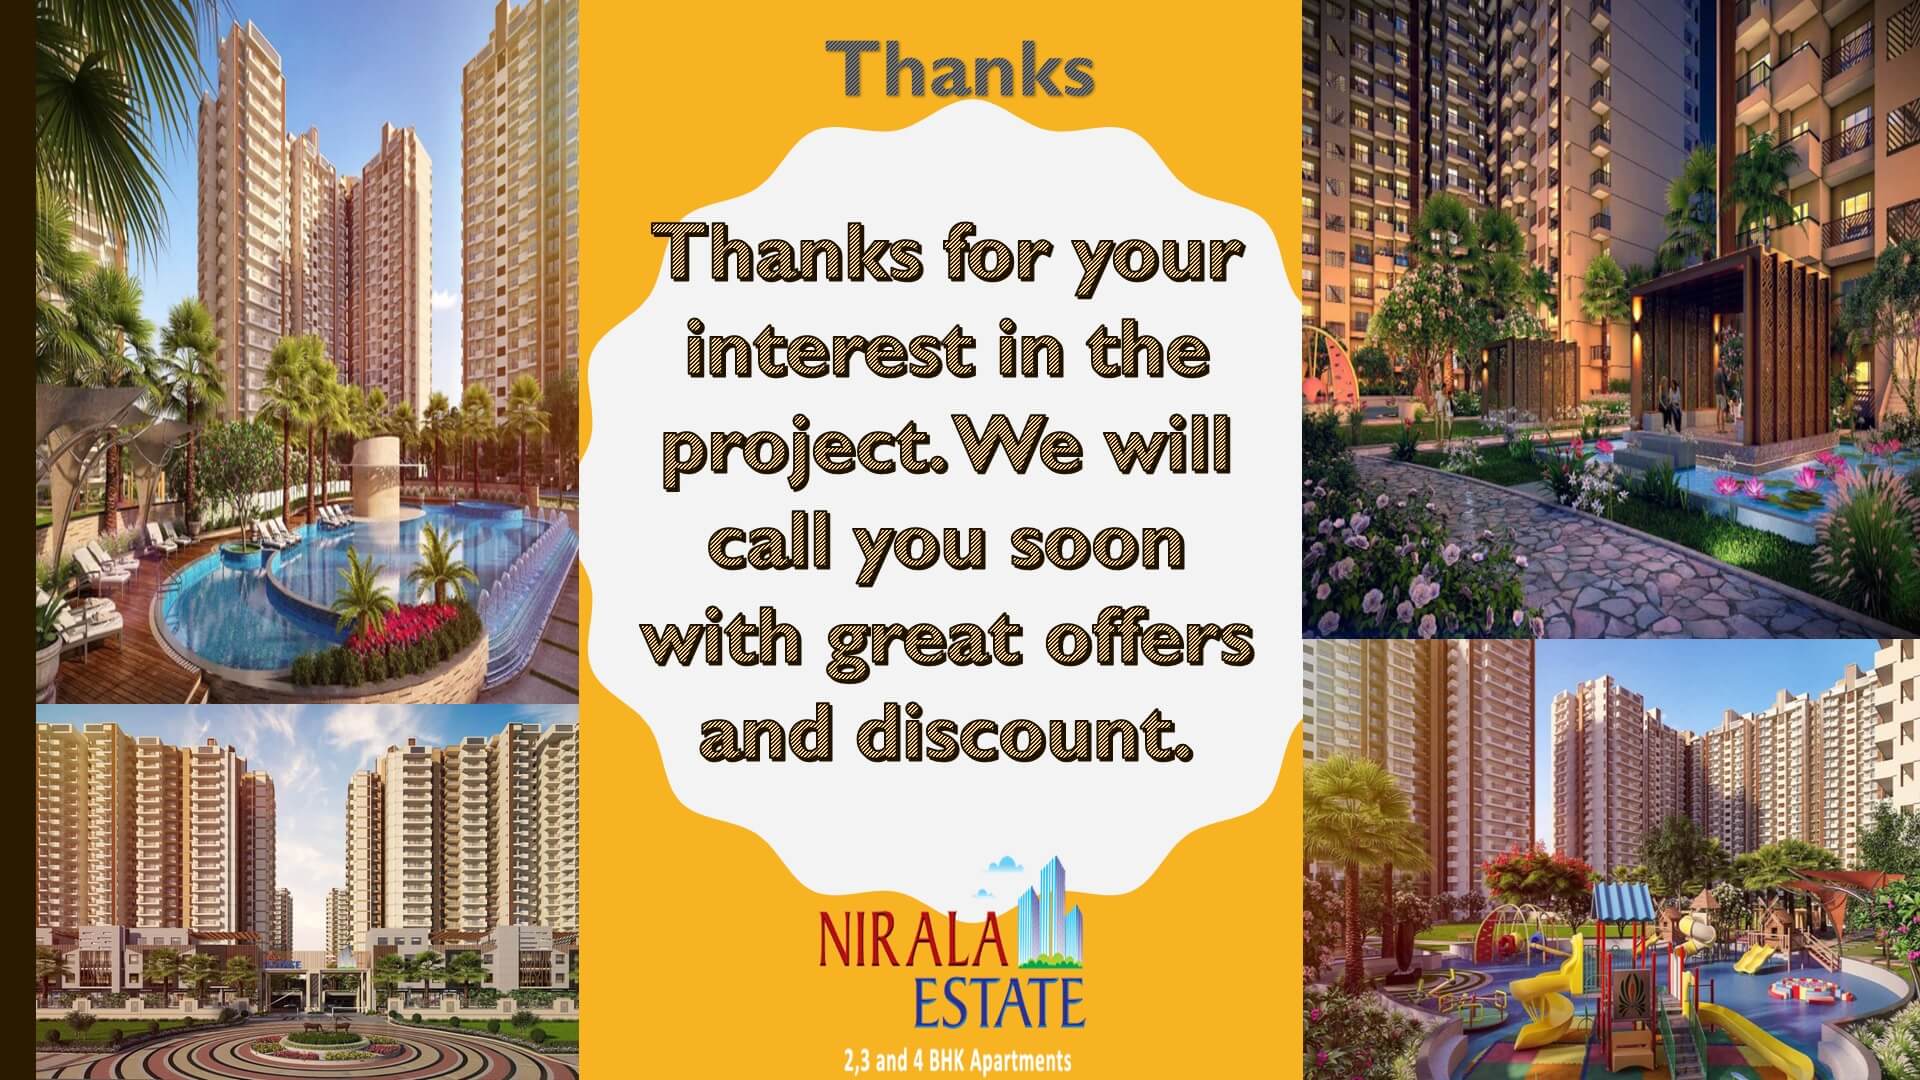 Thanks
Thanks for your
interest in the
project. We will
call you soon
with great offers
and discount.
NIRALA
ESTATE
2,3 and 4 BHK Apartments
ESTATE